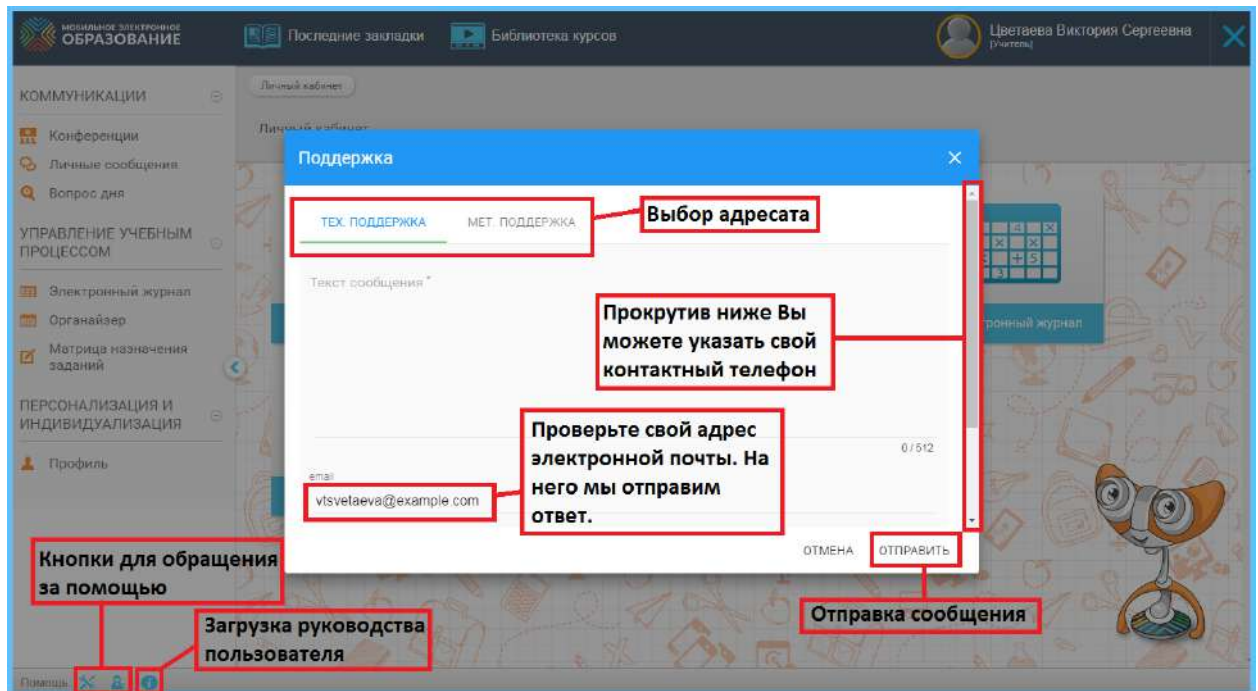 МОБИЛЬНОЕ ЭЛЕКТРОННОЕ
ОБРАЗОВАНИЕ
Последние закладки
Библиотека курсов
Цветаева Виктория Сергеевна
[Учитель]
КОММУНИКАЦИИ
Конференции
Личные сообщения
Вопрос дня
УПРАВЛЕНИЕ УЧЕБНЫМ
ПРОЦЕССОМ
Электронный журнал
Органайзер
Матрица назначения
заданий
ПЕРСОНАЛИЗАЦИЯ И
ИНДИВИДУАЛИЗАЦИЯ
Профиль
Личный кабинет
Личный кабинет
Поддержка
ТЕХ. ПОДДЕРЖКА
МЕТ. ПОДДЕРЖКА
Выбор адресата
Текст сообщения *
Прокрутив ниже Вы
можете указать свой
контактный телефон
ронный журнал
Проверьте свой адрес
электронной почты. На
него мы отправим
ответ.
0 / 512
email
vtsvetaeva@example.com
ОТМЕНА
ОТПРАВИТЬ
Отправка сообщения
Кнопки для обращения
за помощью
Загрузка руководства
пользователя
Помощь: